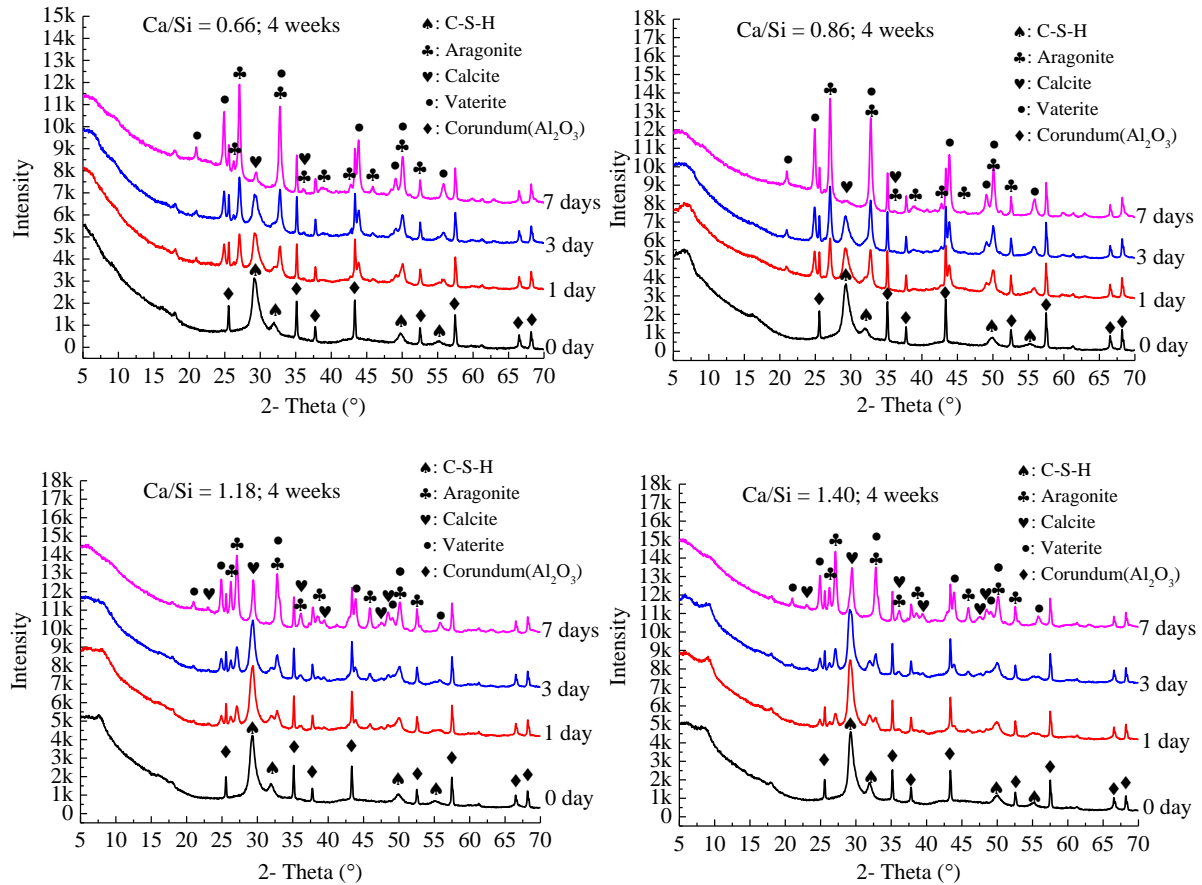 Ca/Si = 0.66; 4 weeks
♠: C-S-H
♣: Aragonite
♥: Calcite
●: Vaterite
♦: Corundum(Al₂O₃)
15k
14k
13k
12k
11k
10k
9k
8k
7k
6k
5k
4k
3k
2k
1k
0
Intensity
7 days
3 day
1 day
0 day
5 10 15 20 25 30 35 40 45 50 55 60 65 70
2- Theta (°)
Ca/Si = 0.86; 4 weeks
♠: C-S-H
♣: Aragonite
♥: Calcite
●: Vaterite
♦: Corundum(Al₂O₃)
18k
17k
16k
15k
14k
13k
12k
11k
10k
9k
8k
7k
6k
5k
4k
3k
2k
1k
0
Intensity
7 days
3 day
1 day
0 day
5 10 15 20 25 30 35 40 45 50 55 60 65 70
2- Theta (°)
Ca/Si = 1.18; 4 weeks
♠: C-S-H
♣: Aragonite
♥: Calcite
●: Vaterite
♦: Corundum(Al₂O₃)
18k
17k
16k
15k
14k
13k
12k
11k
10k
9k
8k
7k
6k
5k
4k
3k
2k
1k
0
Intensity
7 days
3 day
1 day
0 day
5 10 15 20 25 30 35 40 45 50 55 60 65 70
2- Theta (°)
Ca/Si = 1.40; 4 weeks
♠: C-S-H
♣: Aragonite
♥: Calcite
●: Vaterite
♦: Corundum(Al₂O₃)
18k
17k
16k
15k
14k
13k
12k
11k
10k
9k
8k
7k
6k
5k
4k
3k
2k
1k
0
Intensity
7 days
3 day
1 day
0 day
5 10 15 20 25 30 35 40 45 50 55 60 65 70
2- Theta (°)